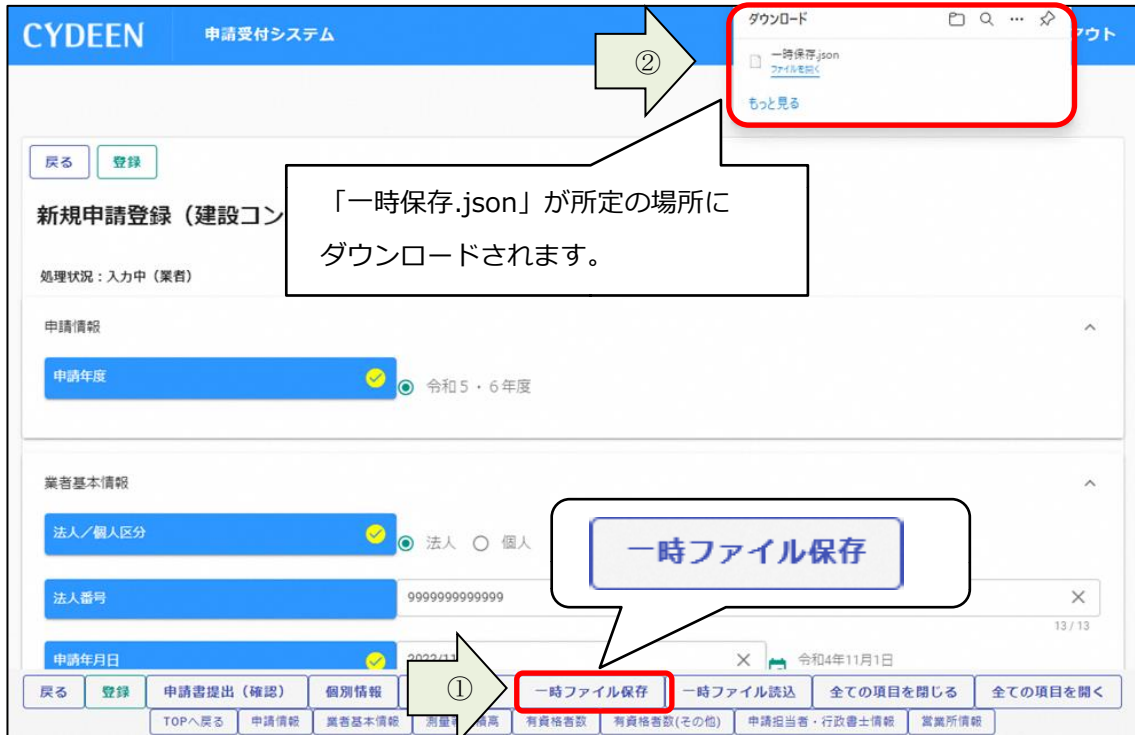 CYDEEN 申請受付システム
アウト
ダウンロード
一時保存.json
ファイルを開く
もっと見る
②
戻る 登録
「一時保存.json」が所定の場所に
ダウンロードされます。
新規申請登録(建設コン
処理状況:入力中(業者)
申請情報
申請年度 令和5・6年度
業者基本情報
法人/個人区分 法人 個人
一時ファイル保存
法人番号 9999999999999
13 / 13
申請年月日 2022/11 令和4年11月1日
①
戻る 登録 申請書提出(確認) 個別情報 一時ファイル保存 一時ファイル読込 全ての項目を閉じる 全ての項目を開く
TOPへ戻る 申請情報 業者基本情報 測量 高 有資格者数 有資格者数(その他) 申請担当者・行政書士情報 営業所情報